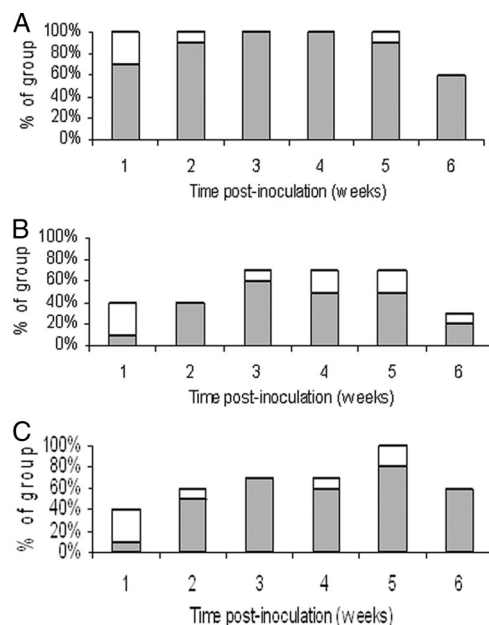 A
% of group
100%
80%
60%
40%
20%
0%
1 2 3 4 5 6
Time post-inoculation (weeks)
B
% of group
100%
80%
60%
40%
20%
0%
1 2 3 4 5 6
Time post-inoculation (weeks)
C
% of group
100%
80%
60%
40%
20%
0%
1 2 3 4 5 6
Time post-inoculation (weeks)